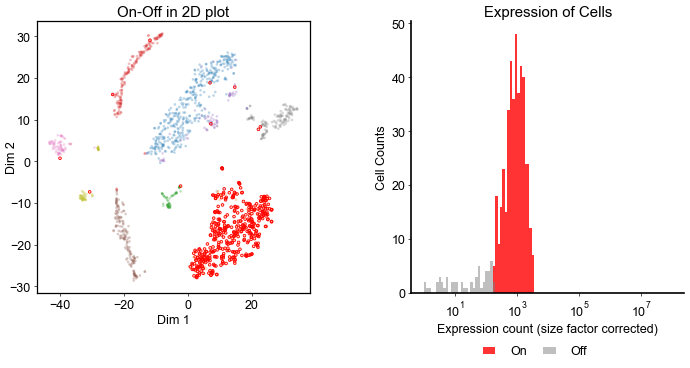 On-Off in 2D plot
30
20
10
0
−10
−20
−30
Dim 2
−40
−20
0
20
Dim 1
Expression of Cells
50
40
30
20
10
0
Cell Counts
10^1
10^3
10^5
10^7
Expression count (size factor corrected)
On
Off